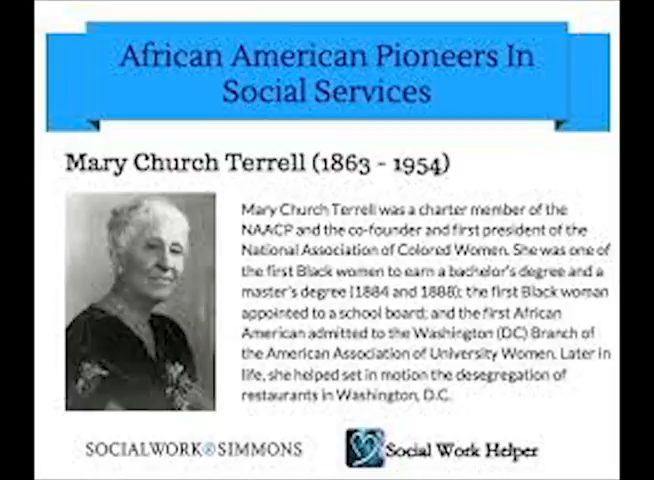 African American Pioneers In
Social Services
Mary Church Terrell (1863 - 1954)
Mary Church Terrell was a charter member of the
NAACP and the co-founder and first president of the
National Association of Colored Women. She was one of
the first Black women to earn a bachelor's degree and a
master's degree (1884 and 1888); the first Black woman
appointed to a school board; and the first African
American admitted to the Washington (DC) Branch of
the American Association of University Women. Later in
life, she helped set in motion the desegregation of
restaurants in Washington, D.C.
SOCIALWORK@SIMMONS
Social Work Helper